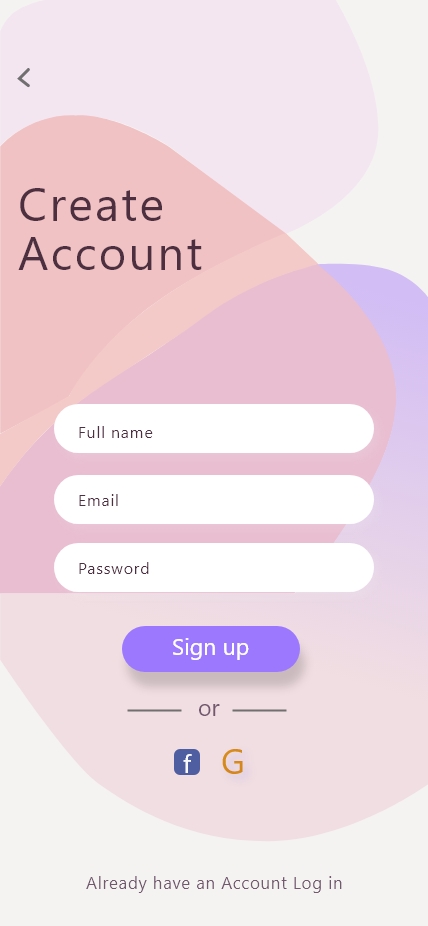 Create
Account
Full name
Email
Password
Sign up
or
f G
Already have an Account Log in